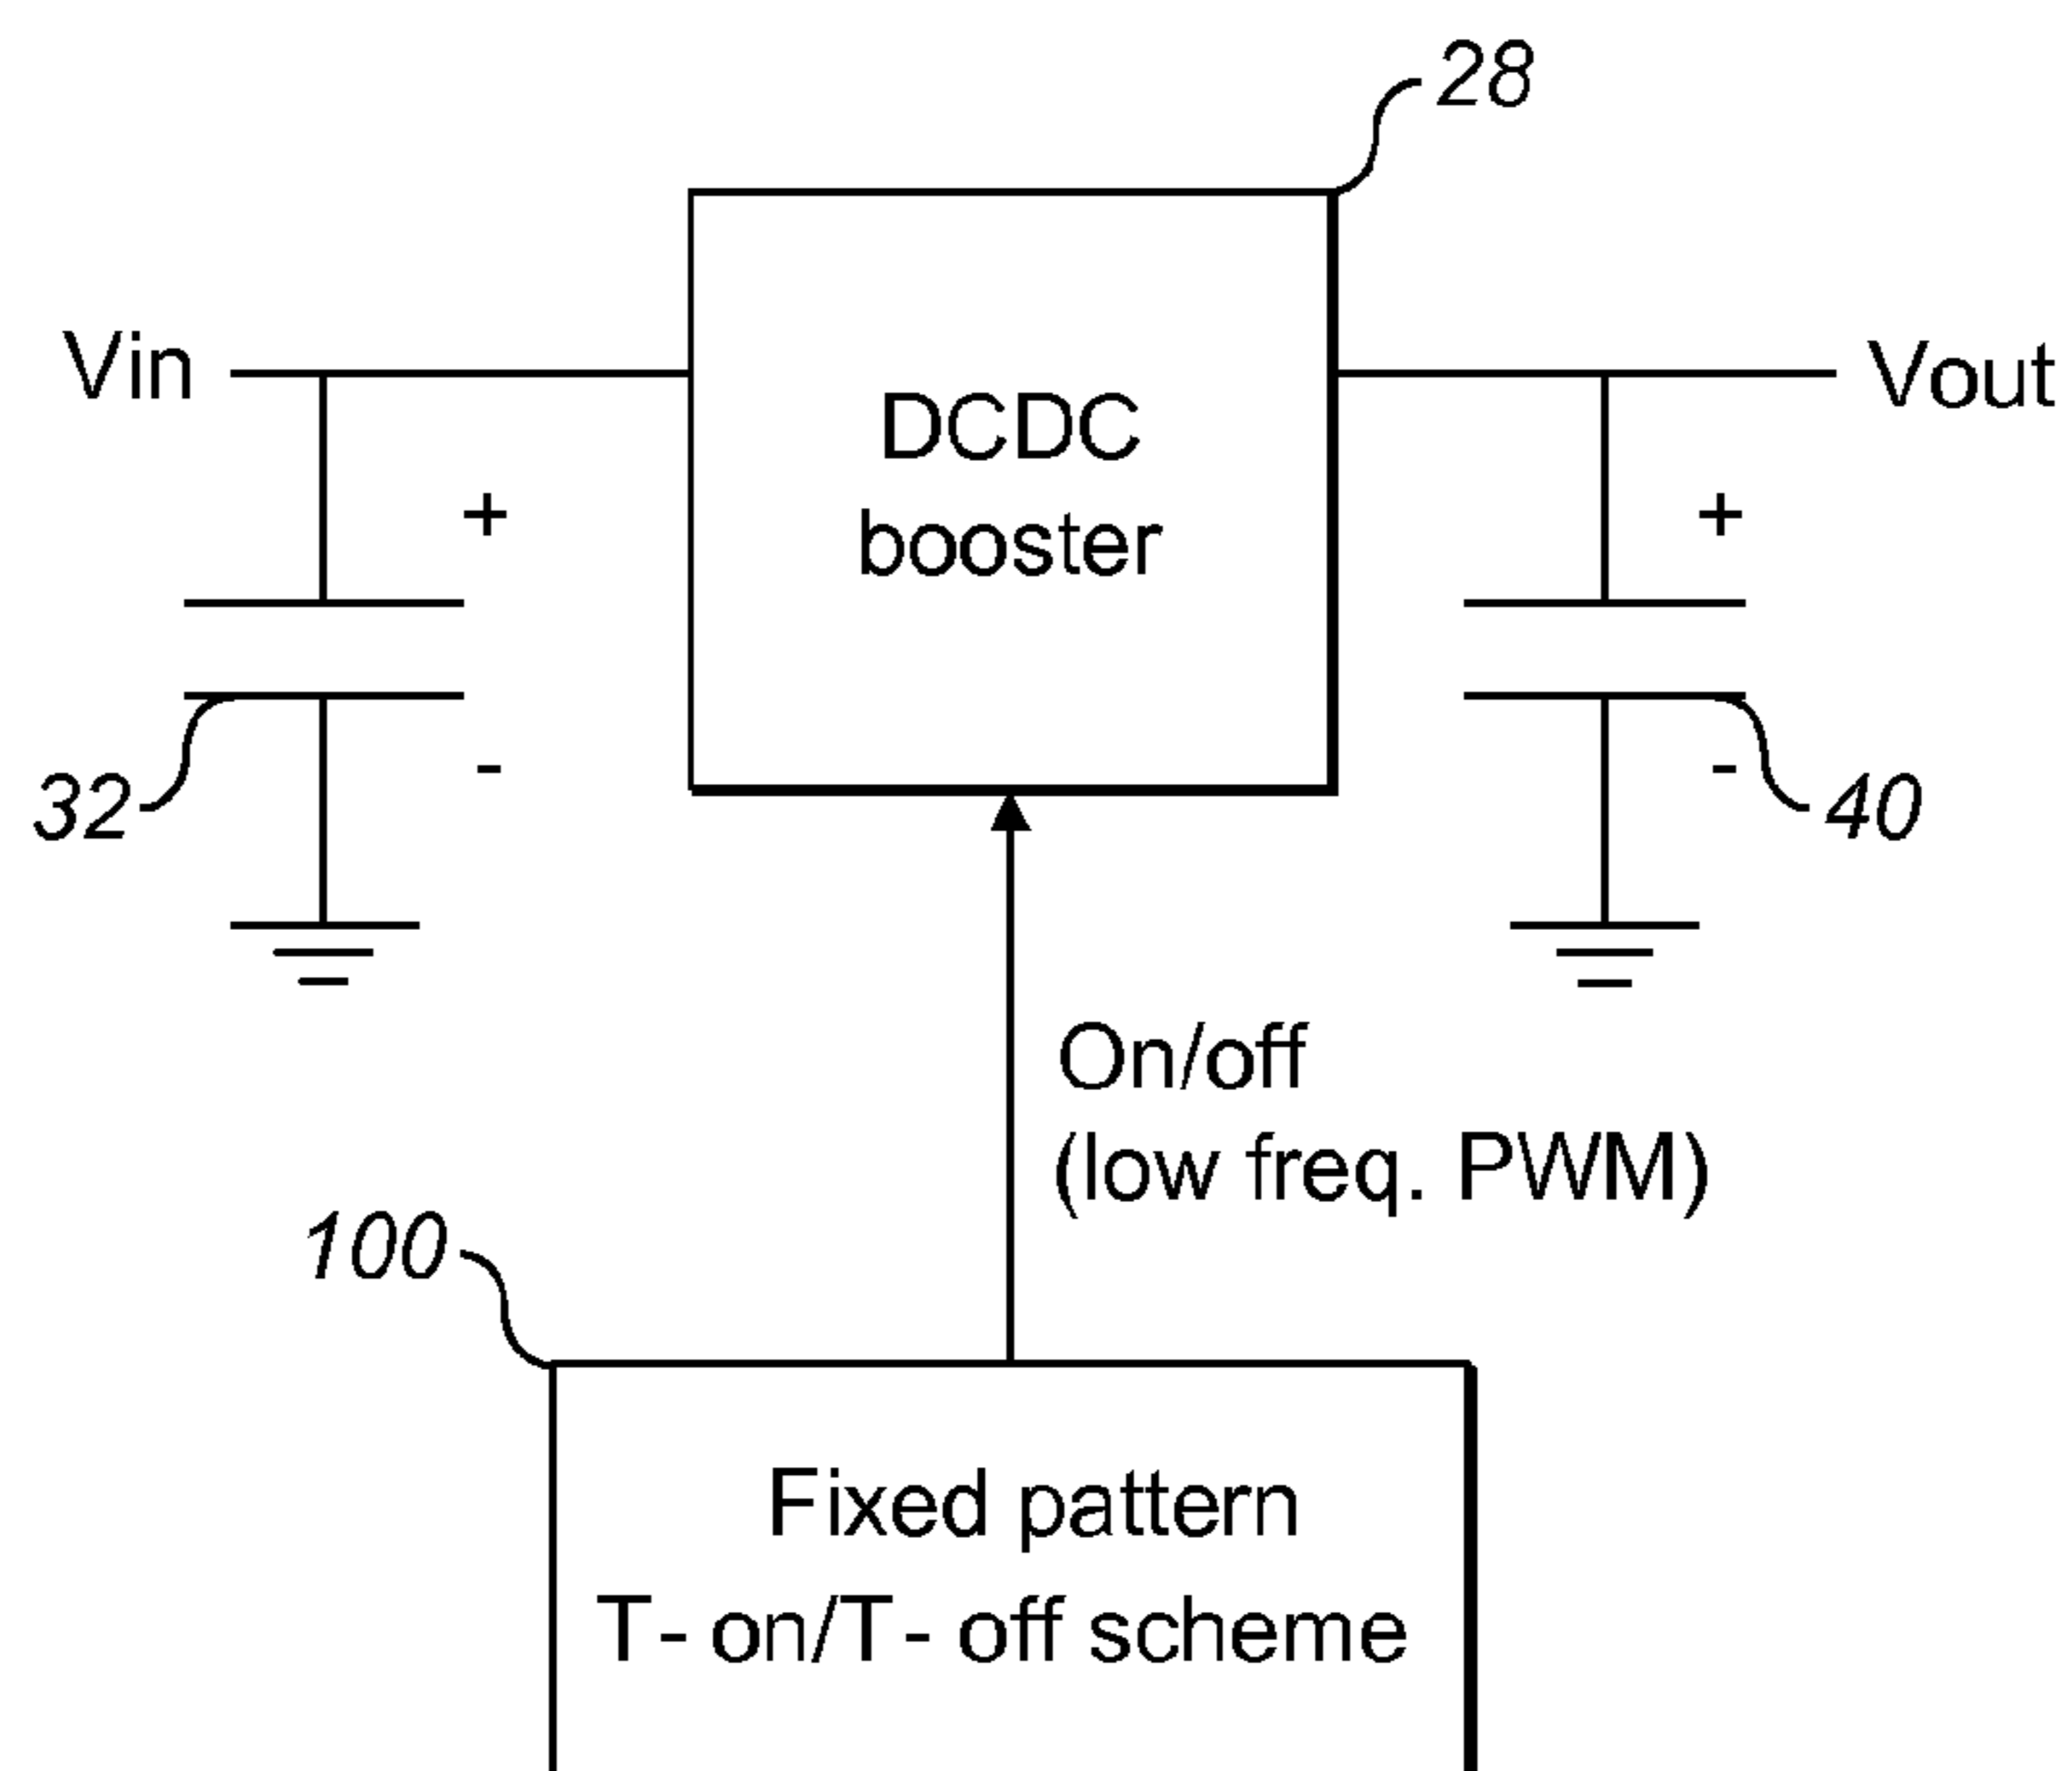 28
Vin
Vout
DCDC
booster
+
+
-
-
32
40
On/off
(low freq. PWM)
100
Fixed pattern
T- on/T- off scheme